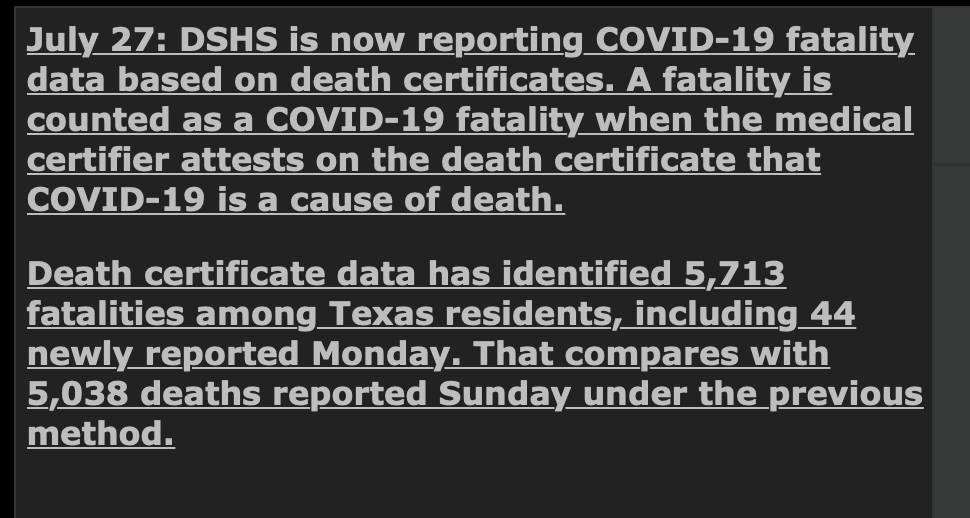 July 27: DSHS is now reporting COVID-19 fatality
data based on death certificates. A fatality is
counted as a COVID-19 fatality when the medical
certifier attests on the death certificate that
COVID-19 is a cause of death.
Death certificate data has identified 5,713
fatalities among Texas residents, including 44
newly reported Monday. That compares with
5,038 deaths reported Sunday under the previous
method.